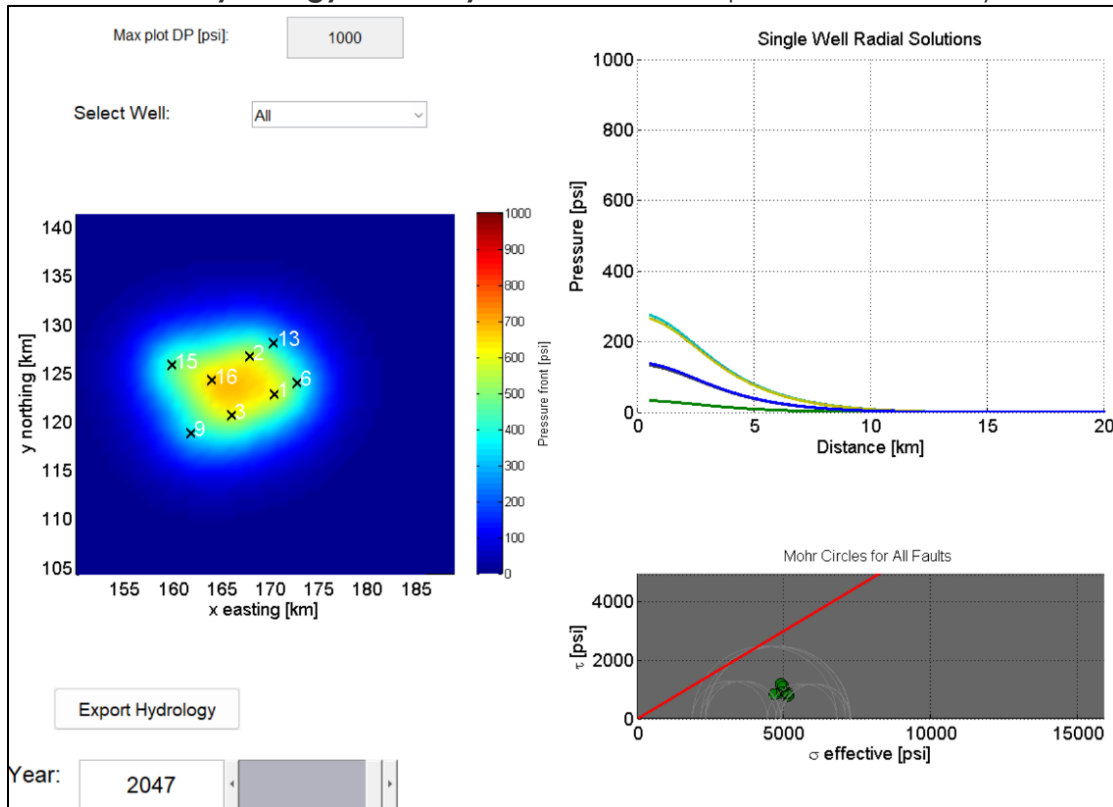 Max plot DP [psi]: 1000
Select Well: All
140
135
130
125
120
115
110
105
y northing [km]
13
2
15
16
6
1
3
9
155 160 165 170 175 180 185
x easting [km]
1000
900
800
700
600
500
400
300
200
100
0
Pressure front [psi]
Export Hydrology
Year: 2047
Single Well Radial Solutions
1000
800
600
400
200
0
Pressure [psi]
0 5 10 15 20
Distance [km]
Mohr Circles for All Faults
4000
2000
0
τ [psi]
0 5000 10000 15000
σ effective [psi]